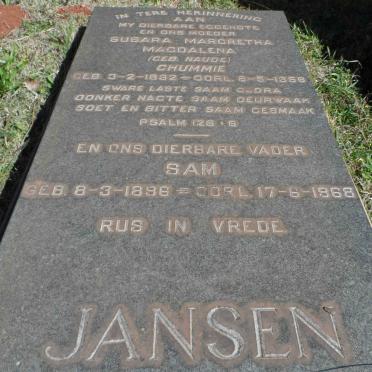 IN TERE HERINNERING
AAN
MY DIERBARE EGGENOTE
EN ONS MOEDER
SUSARA MARGRETHA
MAGDALENA
(GEB. NAUDE)
CHUMMIE
GEB. 3-2-1892 = OORL. 6-5-1958
SWARE LASTE SAAM GEDRA
DONKER NAGTE SAAM DEURWAAK
SOET EN BITTER SAAM GESMAAK
PSALM 126:6
EN ONS DIERBARE VADER
SAM
GEB. 8-3-1896 = OORL. 17-6-1968
RUS IN VREDE
JANSEN